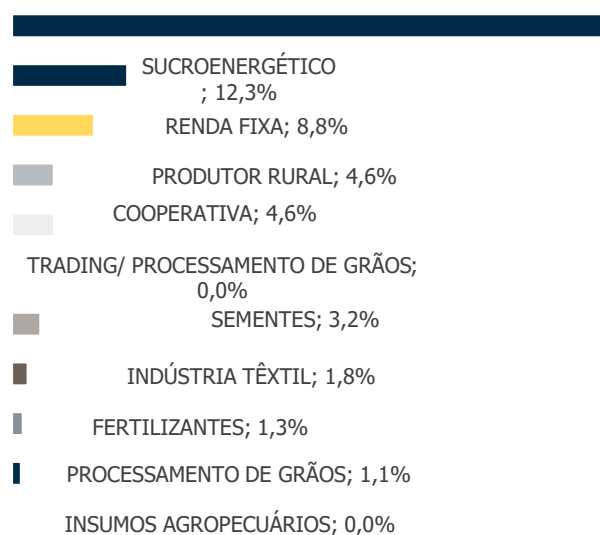 SUCROENERGÉTICO
; 12,3%
RENDA FIXA; 8,8%
PRODUTOR RURAL; 4,6%
COOPERATIVA; 4,6%
TRADING/ PROCESSAMENTO DE GRÃOS;
0,0%
SEMENTES; 3,2%
INDÚSTRIA TÊXTIL; 1,8%
FERTILIZANTES; 1,3%
PROCESSAMENTO DE GRÃOS; 1,1%
INSUMOS AGROPECUÁRIOS; 0,0%